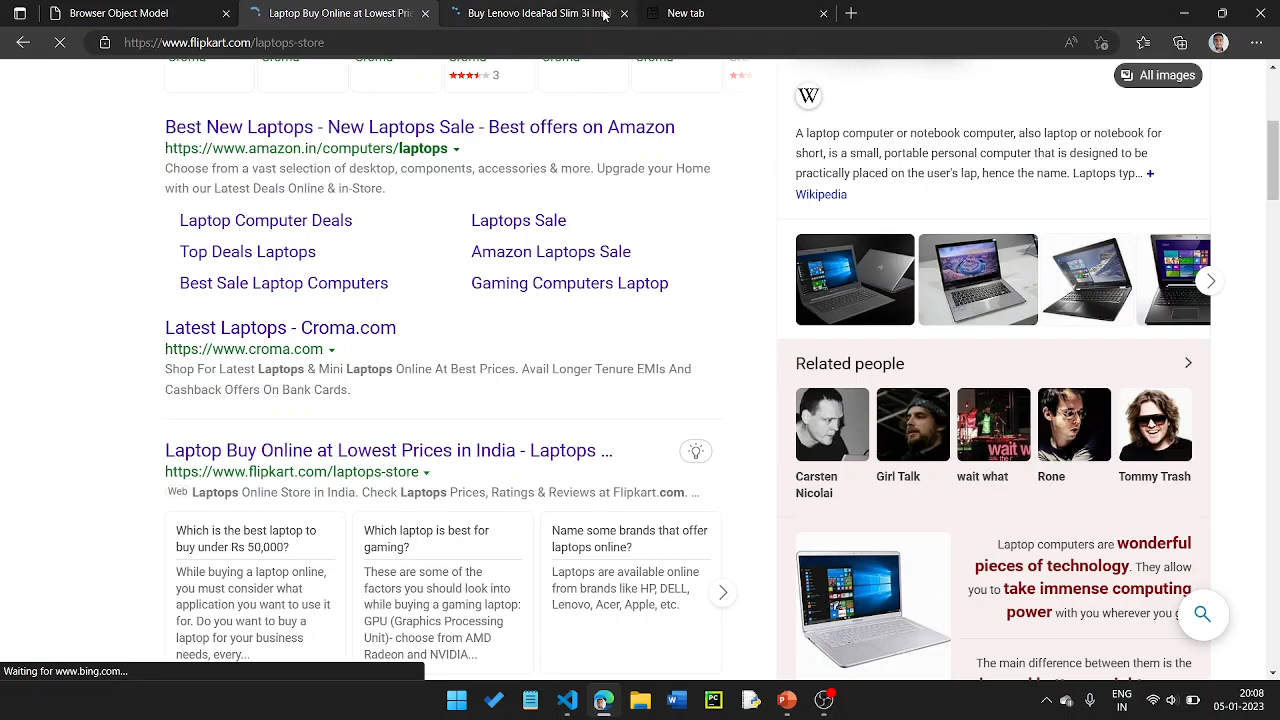 Laptop
Online Laptop Lowest Pric
Buy Lenovo IdeaPad Slim 3 In
New tab
https://www.flipkart.com/laptops-store
Croma
Croma
Croma
Croma
Croma
Croma
3
All images
W
Best New Laptops - New Laptops Sale - Best offers on Amazon
https://www.amazon.in/computers/laptops
Choose from a vast selection of desktop, components, accessories & more. Upgrade your Home
with our Latest Deals Online & in-Store.
Laptop Computer Deals
Laptops Sale
Top Deals Laptops
Amazon Laptops Sale
Best Sale Laptop Computers
Gaming Computers Laptop
Latest Laptops - Croma.com
https://www.croma.com
Shop For Latest Laptops & Mini Laptops Online At Best Prices. Avail Longer Tenure EMIs And
Cashback Offers On Bank Cards.
Laptop Buy Online at Lowest Prices in India - Laptops ...
https://www.flipkart.com/laptops-store
Web Laptops Online Store in India. Check Laptops Prices, Ratings & Reviews at Flipkart.com. ...
Which is the best laptop to
buy under Rs 50,000?
While buying a laptop online,
you must consider what
application you want to use it
for. Do you want to buy a
laptop for your business
needs, every...
Which laptop is best for
gaming?
These are some of the
factors you should look into
while buying a gaming laptop:
GPU (Graphics Processing
Unit)- choose from AMD
Radeon and NVIDIA...
Name some brands that offer
laptops online?
Laptops are available online
from brands like HP, DELL,
Lenovo, Acer, Apple, etc.
A laptop computer or notebook computer, also laptop or notebook for
short, is a small, portable personal computer that is designed to be
practically placed on the user's lap, hence the name. Laptops typ... +
Wikipedia
Related people
Carsten
Nicolai
Girl Talk
wait what
Rone
Tommy Trash
Laptop computers are wonderful
pieces of technology. They allow
you to take immense computing
power with you wherever you g
The main difference between them is the
Waiting for www.bing.com...
ENG
IN
20:08
05-01-2023